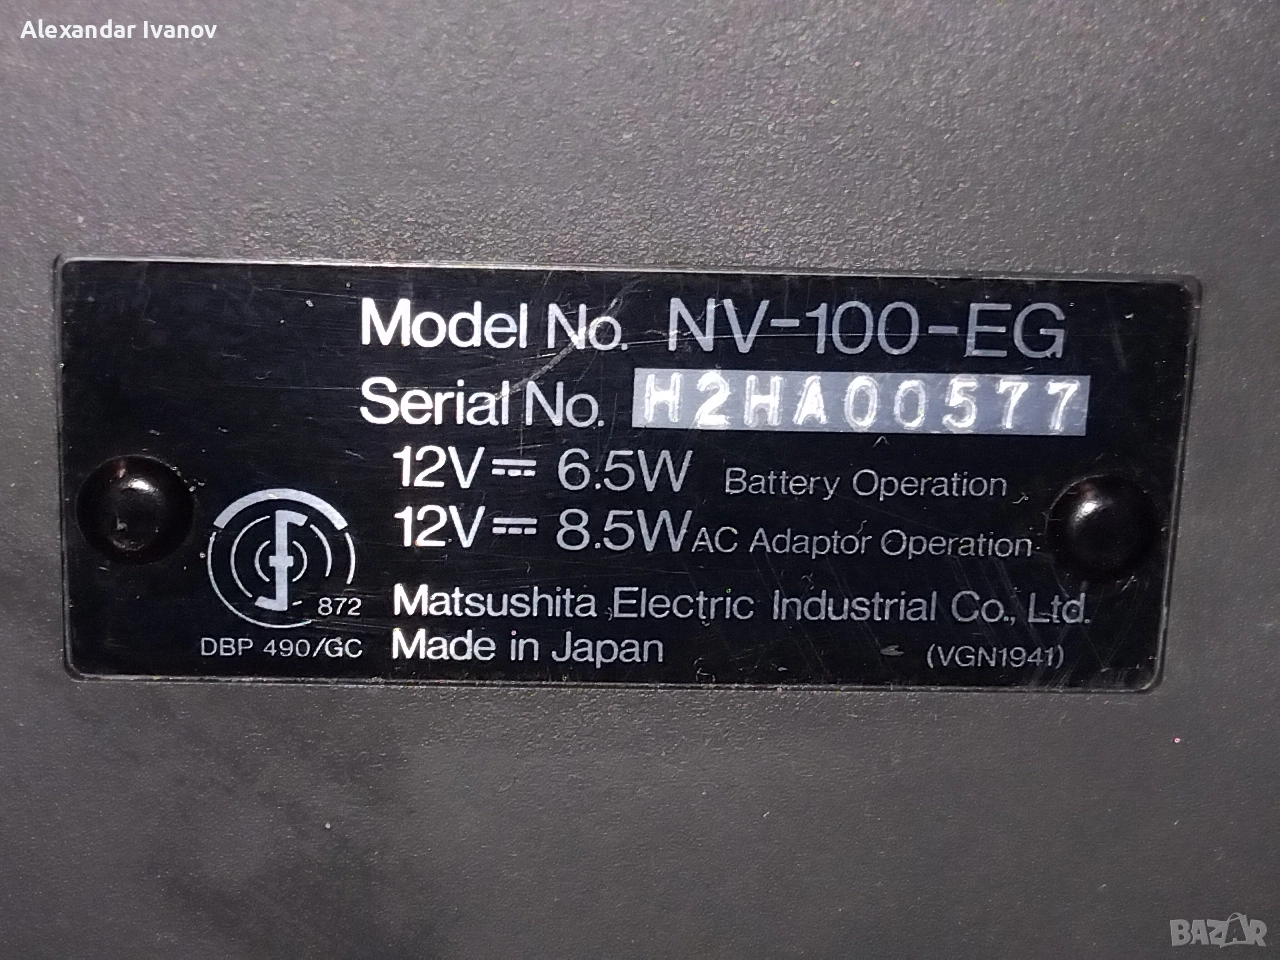 Alexandar Ivanov
Model No. NV-100-EG
Serial No. H2HA00577
12V⎓ 6.5W Battery Operation
12V⎓ 8.5W AC Adaptor Operation
872
DBP 490/GC
Matsushita Electric Industrial Co., Ltd.
Made in Japan
(VGN1941)
BAZAR